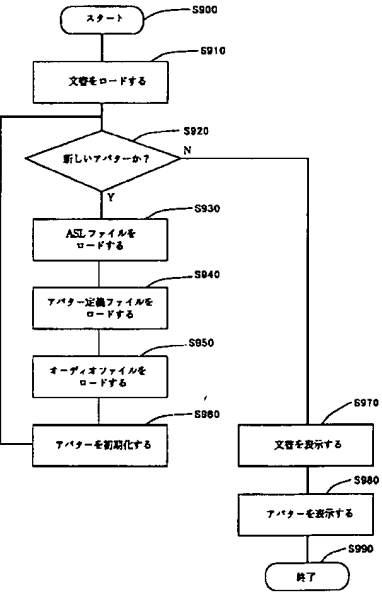 スタート
S900
S910
文書をロードする
S920
新しいアバターか?
N
Y
S930
ASLファイルを
ロードする
S940
アバター定義ファイルを
ロードする
S950
オーディオファイルを
ロードする
S960
アバターを初期化する
S970
文書を表示する
S980
アバターを表示する
S990
終了